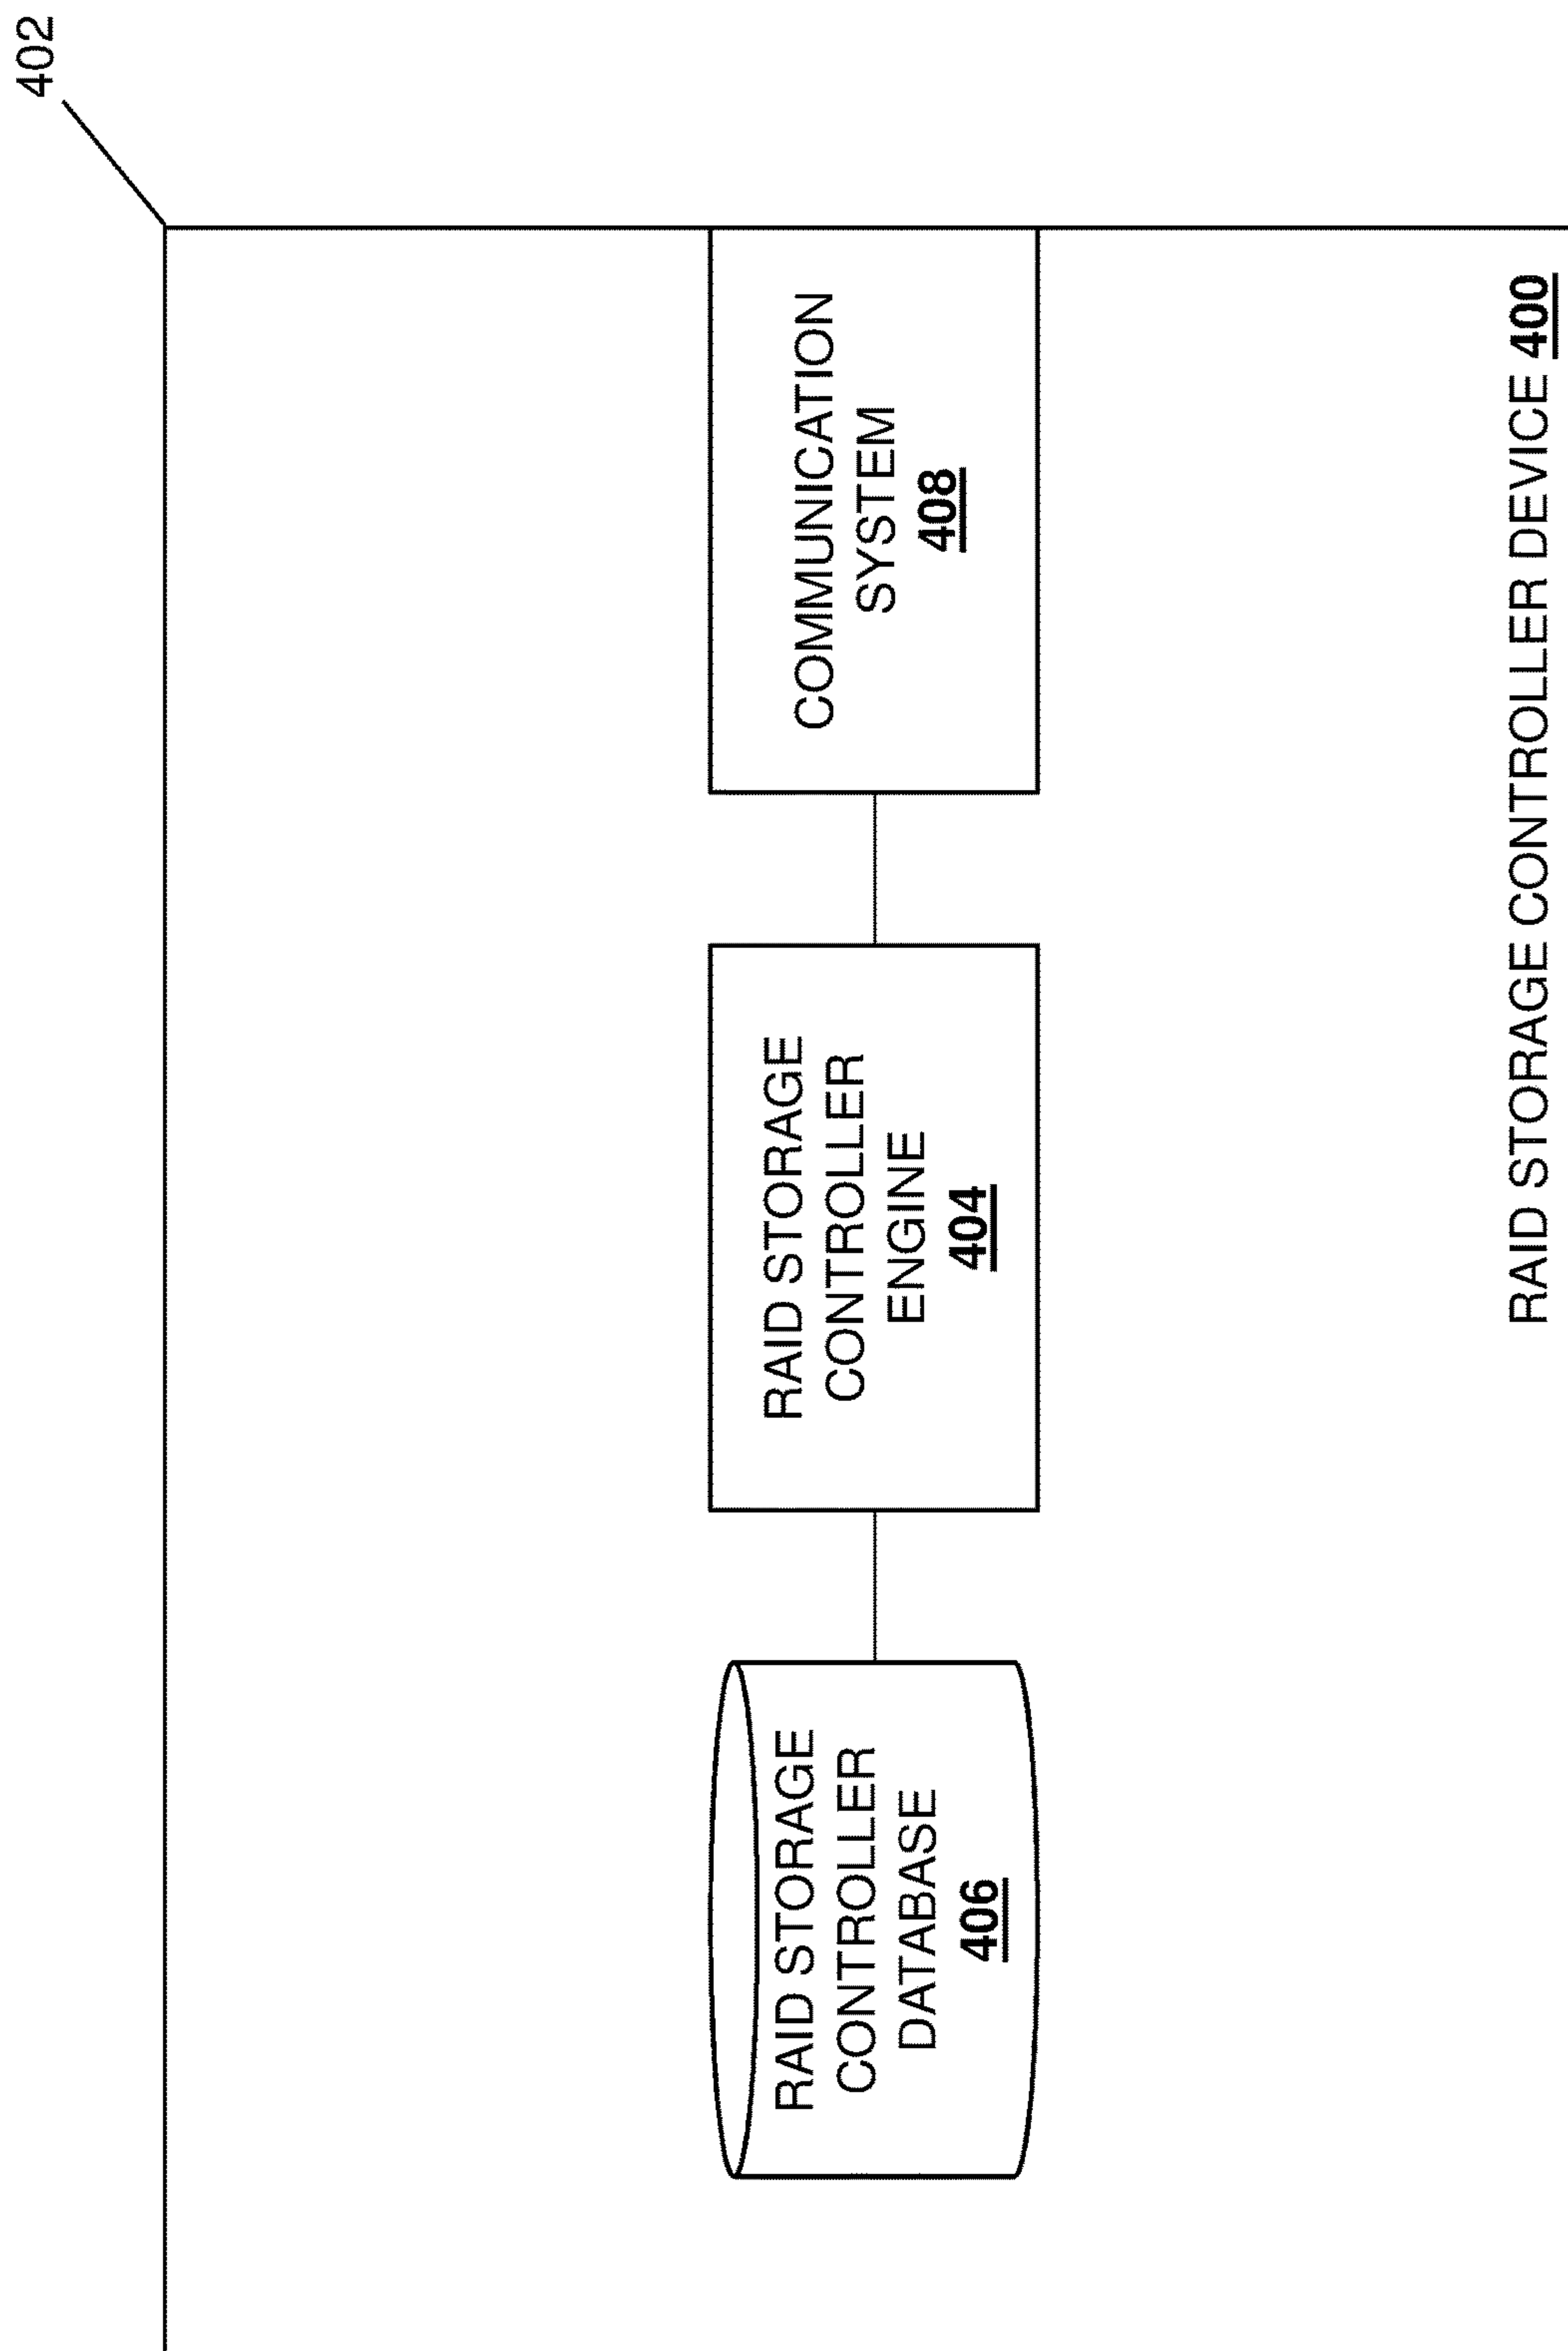 402
RAID STORAGE
CONTROLLER
DATABASE
406
RAID STORAGE
CONTROLLER
ENGINE
404
COMMUNICATION
SYSTEM
408
RAID STORAGE CONTROLLER DEVICE 400